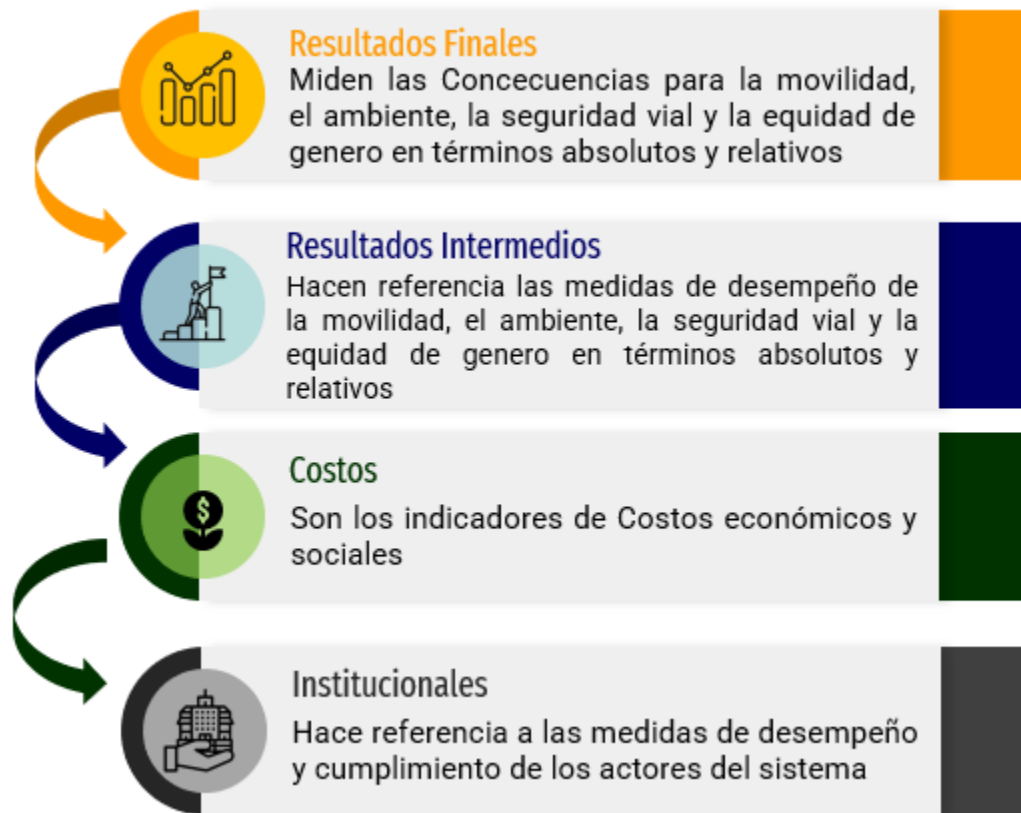 Resultados Finales
Miden las Concecuencias para la movilidad,
el ambiente, la seguridad vial y la equidad de
genero en términos absolutos y relativos
Resultados Intermedios
Hacen referencia las medidas de desempeño de
la movilidad, el ambiente, la seguridad vial y la
equidad de genero en términos absolutos y
relativos
Costos
$
Son los indicadores de Costos económicos y
sociales
Institucionales
Hace referencia a las medidas de desempeño
y cumplimiento de los actores del sistema